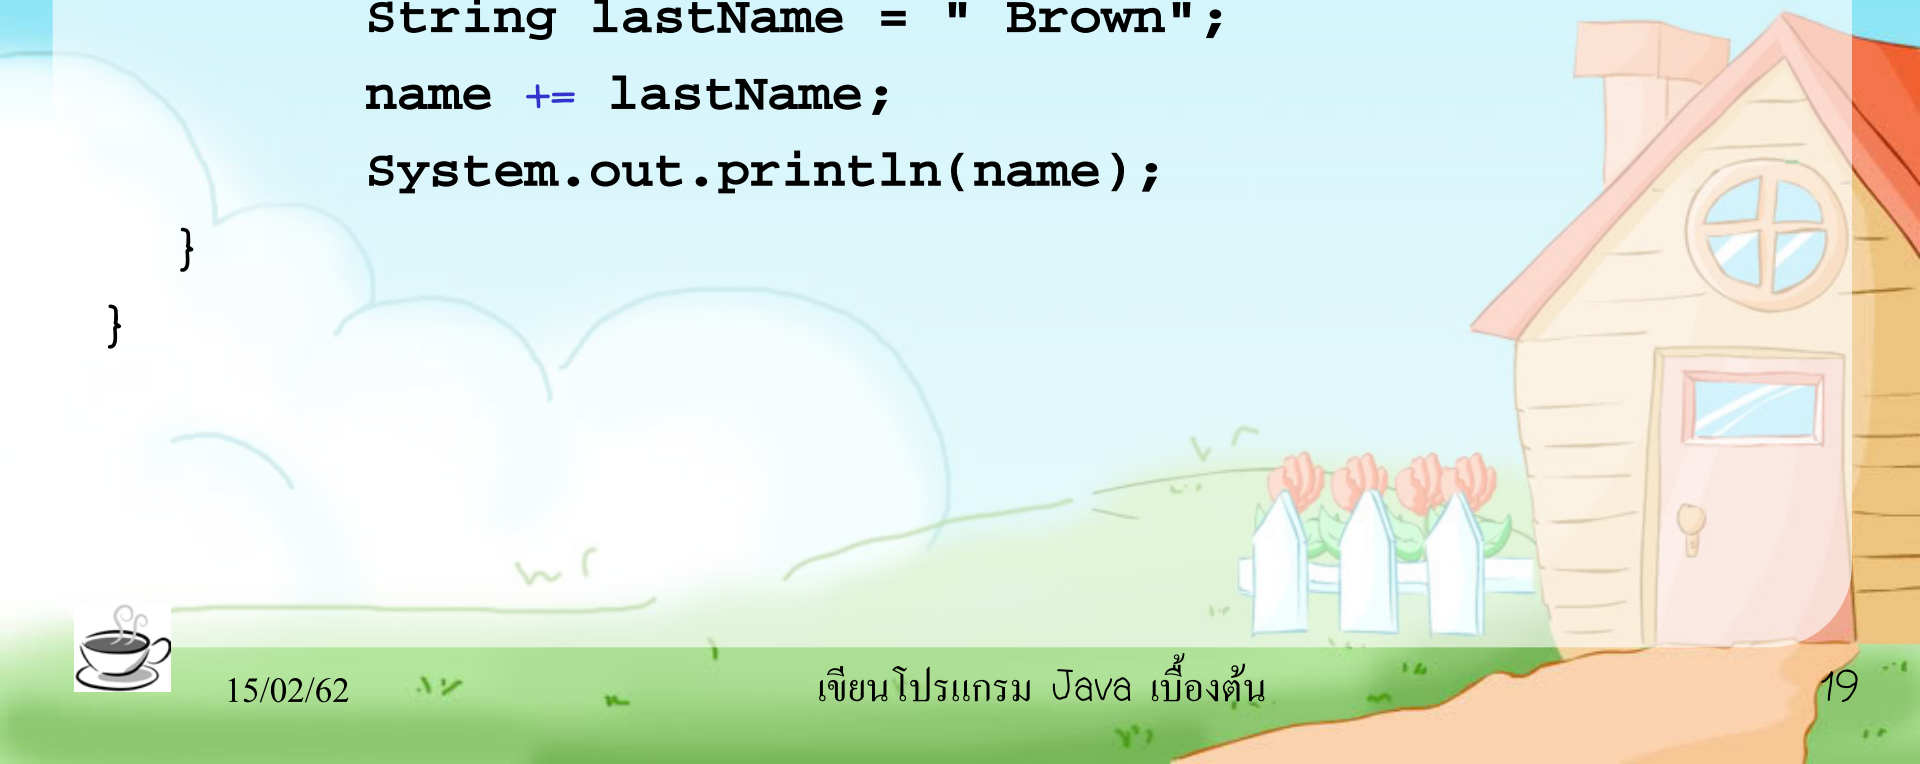 String lastName = " Brown";
name += lastName;
System.out.println(name);
}
}
15/02/62 เขียนโปรแกรม Java เบื้องต้น 19